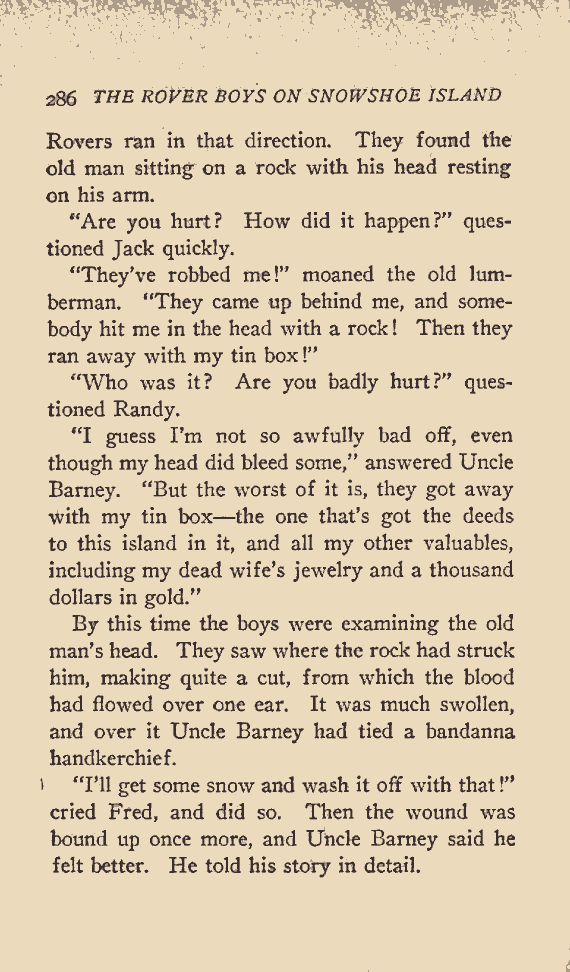 286 THE ROVER BOYS ON SNOWSHOE ISLAND
Rovers ran in that direction. They found the
old man sitting on a rock with his head resting
on his arm.
“Are you hurt? How did it happen?” ques-
tioned Jack quickly.
“They’ve robbed me!” moaned the old lum-
berman. “They came up behind me, and some-
body hit me in the head with a rock! Then they
ran away with my tin box!”
“Who was it? Are you badly hurt?” ques-
tioned Randy.
“I guess I’m not so awfully bad off, even
though my head did bleed some,” answered Uncle
Barney. “But the worst of it is, they got away
with my tin box—the one that’s got the deeds
to this island in it, and all my other valuables,
including my dead wife’s jewelry and a thousand
dollars in gold.”
By this time the boys were examining the old
man’s head. They saw where the rock had struck
him, making quite a cut, from which the blood
had flowed over one ear. It was much swollen,
and over it Uncle Barney had tied a bandanna
handkerchief.
“I’ll get some snow and wash it off with that!”
cried Fred, and did so. Then the wound was
bound up once more, and Uncle Barney said he
felt better. He told his story in detail.